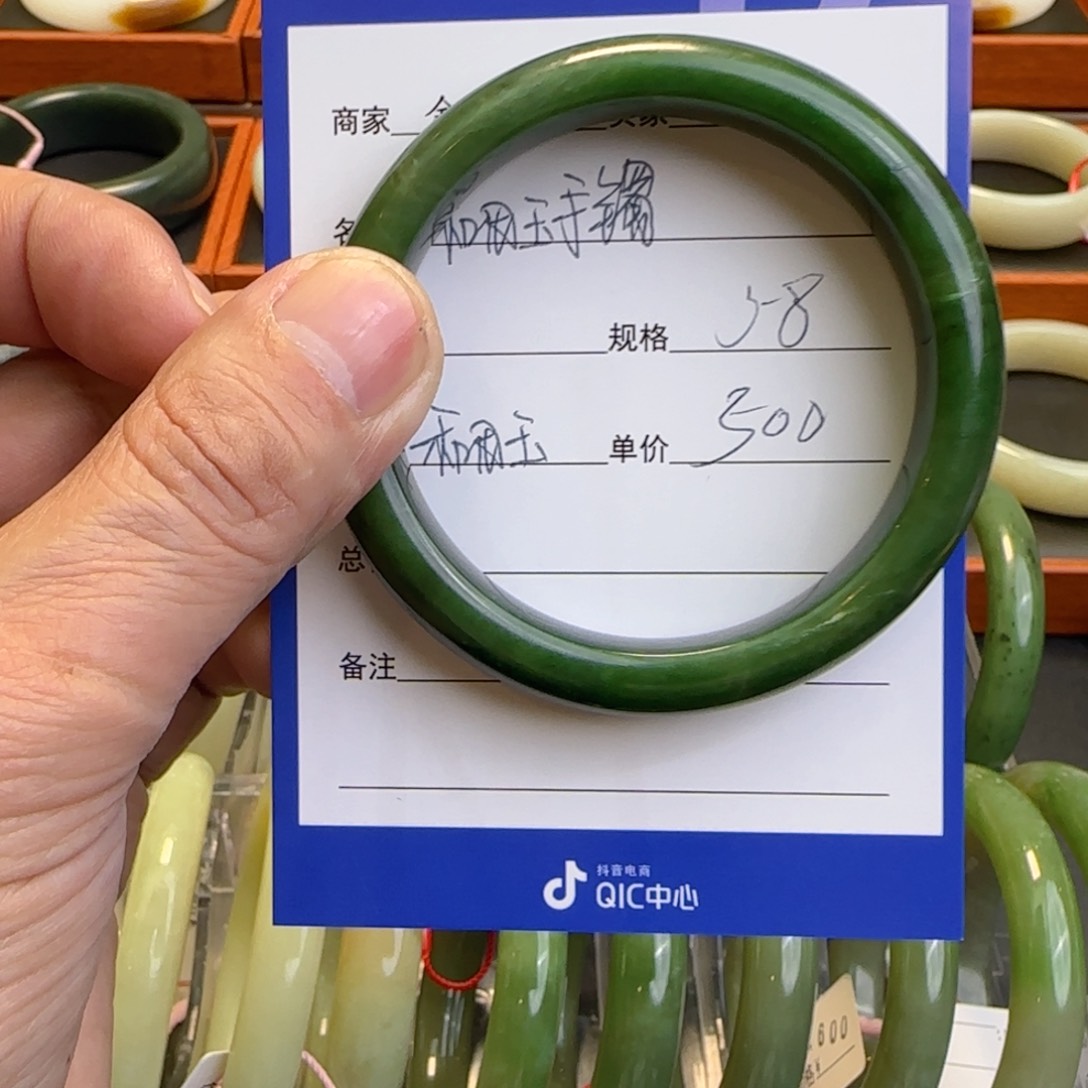 商家 金
名 和田玉手镯
规格 58
和田玉 单价 500
总
备注
抖音电商
QIC中心
600